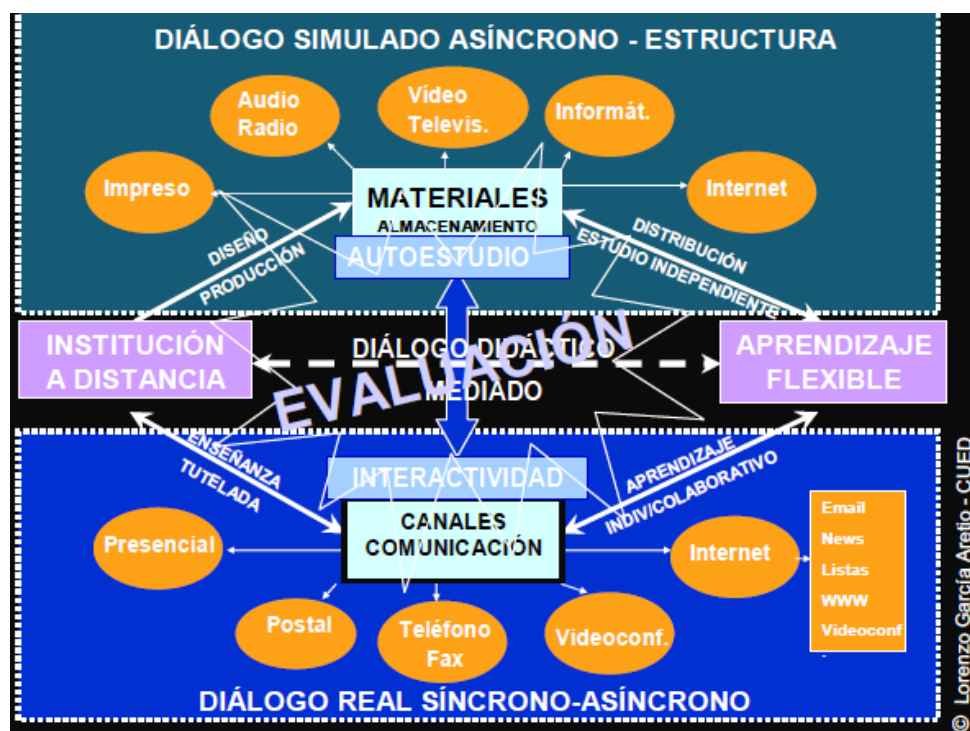 DIÁLOGO SIMULADO ASÍNCRONO - ESTRUCTURA
Audio
Radio
Vídeo
Televis.
Informát.
Impreso
MATERIALES
ALMACENAMIENTO
Internet
AUTOESTUDIO
DISEÑO
PRODUCCIÓN
DISTRIBUCIÓN
ESTUDIO INDEPENDIENTE
INSTITUCIÓN
A DISTANCIA
DIÁLOGO DIDÁCTICO
MEDIADO
EVALUACIÓN
APRENDIZAJE
FLEXIBLE
ENSEÑANZA
TUTELADA
INTERACTIVIDAD
APRENDIZAJE
INDIV/COLABORATIVO
CANALES
COMUNICACIÓN
Presencial
Postal
Teléfono
Fax
Videoconf.
Internet
Email
News
Listas
WWW
Videoconf
.
DIÁLOGO REAL SÍNCRONO-ASÍNCRONO
© Lorenzo García Aretio - CUED